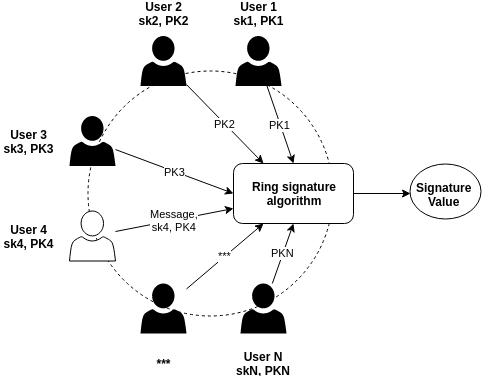 User 2
sk2, PK2
User 1
sk1, PK1
User 3
sk3, PK3
PK2
PK1
PK3
Ring signature
algorithm
Signature
Value
User 4
sk4, PK4
Message,
sk4, PK4
***
PKN
***
User N
skN, PKN